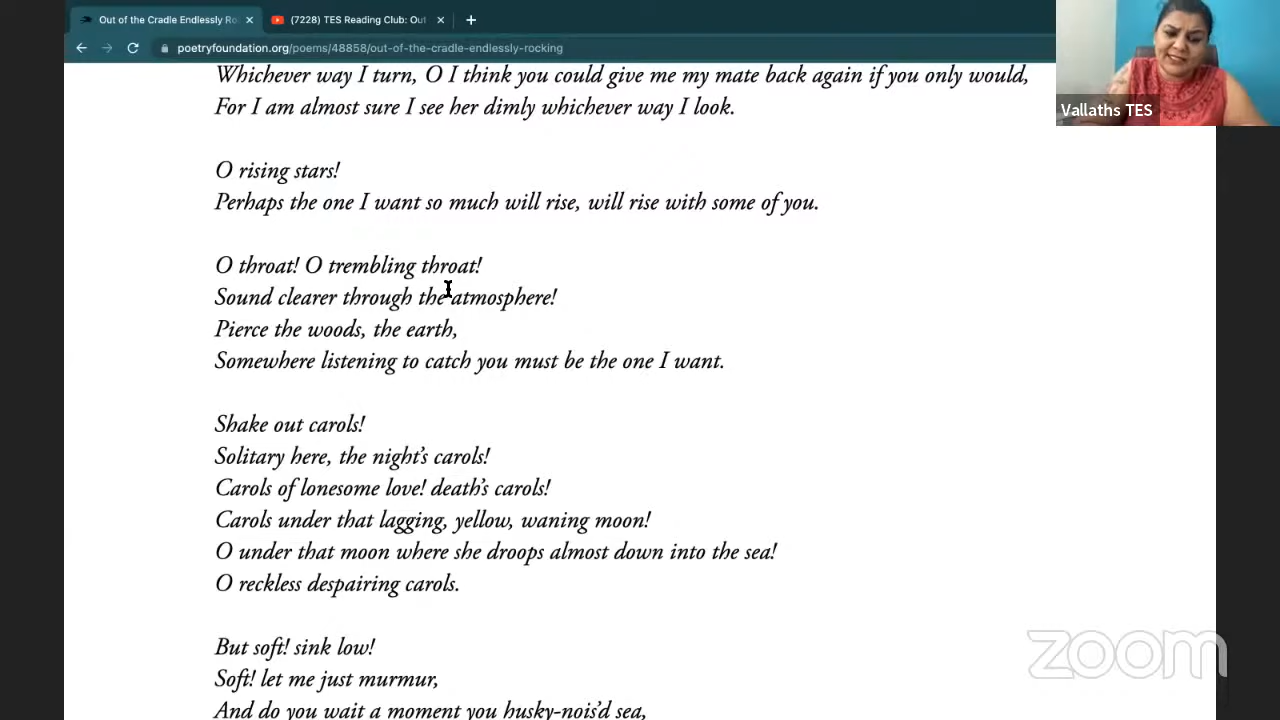 Out of the Cradle Endlessly Ro
(7228) TES Reading Club: Out
poetryfoundation.org/poems/48858/out-of-the-cradle-endlessly-rocking
Vallaths TES
Whichever way I turn, O I think you could give me my mate back again if you only would,
For I am almost sure I see her dimly whichever way I look.
O rising stars!
Perhaps the one I want so much will rise, will rise with some of you.
O throat! O trembling throat!
Sound clearer through the atmosphere!
Pierce the woods, the earth,
Somewhere listening to catch you must be the one I want.
Shake out carols!
Solitary here, the night’s carols!
Carols of lonesome love! death’s carols!
Carols under that lagging, yellow, waning moon!
O under that moon where she droops almost down into the sea!
O reckless despairing carols.
But soft! sink low!
Soft! let me just murmur,
And do you wait a moment you husky-nois’d sea,
zoom